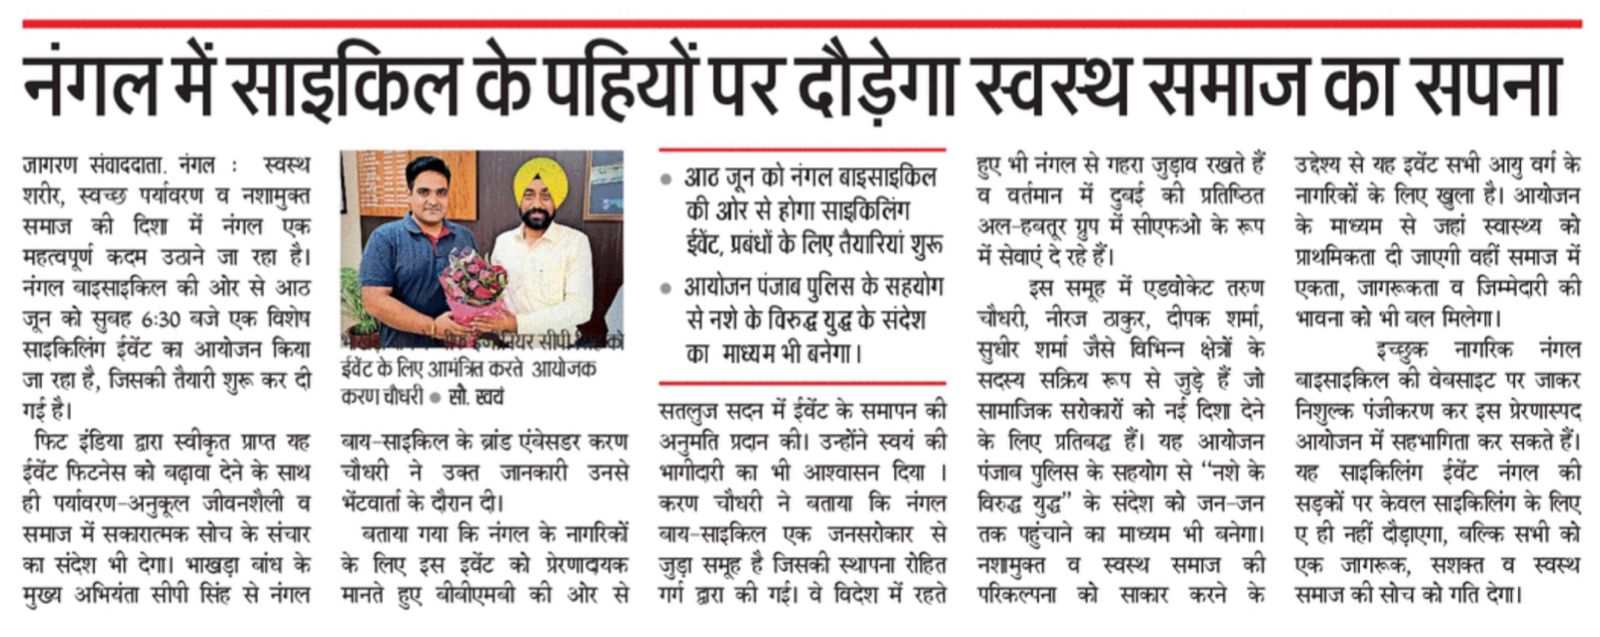 नंगल में साइकिल के पहियों पर दौड़ेगा स्वस्थ समाज का सपना
जागरण संवाददाता. नंगल : स्वस्थ
शरीर, स्वच्छ पर्यावरण व नशामुक्त
समाज की दिशा में नंगल एक
महत्वपूर्ण कदम उठाने जा रहा है।
नंगल बाइसाइकिल की ओर से आठ
जून को सुबह 6:30 बजे एक विशेष
साइकिलिंग ईवेंट का आयोजन किया
जा रहा है, जिसकी तैयारी शुरू कर दी
गई है।
फिट इंडिया द्वारा स्वीकृत प्राप्त यह
ईवेंट फिटनेस को बढ़ावा देने के साथ
ही पर्यावरण-अनुकूल जीवनशैली व
समाज में सकारात्मक सोच के संचार
का संदेश भी देगा। भाखड़ा बांध के
मुख्य अभियंता सीपी सिंह से नंगल
सीपी सिंह को
ईवेंट के लिए आमंत्रित करते आयोजक
करण चौधरी ● सौ. स्वयं
बाय-साइकिल के ब्रांड एंबेसडर करण
चौधरी ने उक्त जानकारी उनसे
भेंटवार्ता के दौरान दी।
बताया गया कि नंगल के नागरिकों
के लिए इस इवेंट को प्रेरणादायक
मानते हुए बीबीएमबी की ओर से
● आठ जून को नंगल बाइसाइकिल
की ओर से होगा साइकिलिंग
ईवेंट, प्रबंधों के लिए तैयारियां शुरू
● आयोजन पंजाब पुलिस के सहयोग
से नशे के विरुद्ध युद्ध के संदेश
का माध्यम भी बनेगा।
सतलुज सदन में ईवेंट के समापन की
अनुमति प्रदान की। उन्होंने स्वयं की
भागीदारी का भी आश्वासन दिया ।
करण चौधरी ने बताया कि नंगल
बाय-साइकिल एक जनसरोकार से
जुड़ा समूह है जिसकी स्थापना रोहित
गर्ग द्वारा की गई। वे विदेश में रहते
हुए भी नंगल से गहरा जुड़ाव रखते हैं
व वर्तमान में दुबई की प्रतिष्ठित
अल-हबतूर ग्रुप में सीएफओ के रूप
में सेवाएं दे रहे हैं।
इस समूह में एडवोकेट तरुण
चौधरी, नीरज ठाकुर, दीपक शर्मा,
सुधीर शर्मा जैसे विभिन्न क्षेत्रों के
सदस्य सक्रिय रूप से जुड़े हैं जो
सामाजिक सरोकारों को नई दिशा देने
के लिए प्रतिबद्ध हैं। यह आयोजन
पंजाब पुलिस के सहयोग से “नशे के
विरुद्ध युद्ध” के संदेश को जन-जन
तक पहुंचाने का माध्यम भी बनेगा।
नशामुक्त व स्वस्थ समाज की
परिकल्पना को साकार करने के
उद्देश्य से यह इवेंट सभी आयु वर्ग के
नागरिकों के लिए खुला है। आयोजन
के माध्यम से जहां स्वास्थ्य को
प्राथमिकता दी जाएगी वहीं समाज में
एकता, जागरूकता व जिम्मेदारी की
भावना को भी बल मिलेगा।
इच्छुक नागरिक नंगल
बाइसाइकिल की वेबसाइट पर जाकर
निशुल्क पंजीकरण कर इस प्रेरणास्पद
आयोजन में सहभागिता कर सकते हैं।
यह साइकिलिंग ईवेंट नंगल की
सड़कों पर केवल साइकिलिंग के लिए
ए ही नहीं दौड़ाएगा, बल्कि सभी को
एक जागरूक, सशक्त व स्वस्थ
समाज की सोच को गति देगा।